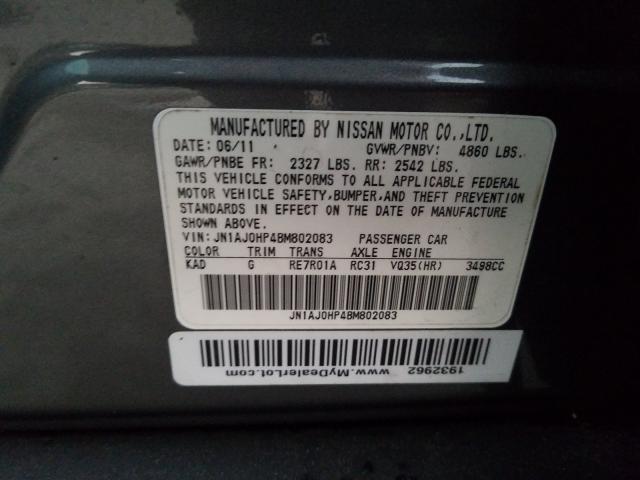 MANUFACTURED BY NISSAN MOTOR CO.,LTD.
DATE: 06/11 GVWR/PNBV: 4860 LBS.
GAWR/PNBE FR: 2327 LBS. RR: 2542 LBS.
THIS VEHICLE CONFORMS TO ALL APPLICABLE FEDERAL
MOTOR VEHICLE SAFETY,BUMPER,AND THEFT PREVENTION
STANDARDS IN EFFECT ON THE DATE OF MANUFACTURE
SHOWN ABOVE.
VIN: JN1AJ0HP4BM802083 PASSENGER CAR
COLOR TRIM TRANS AXLE ENGINE
KAD G RE7R01A RC31 VQ35(HR) 3498CC
JN1AJ0HP4BM802083
www.MyDealerLot.com 19332962